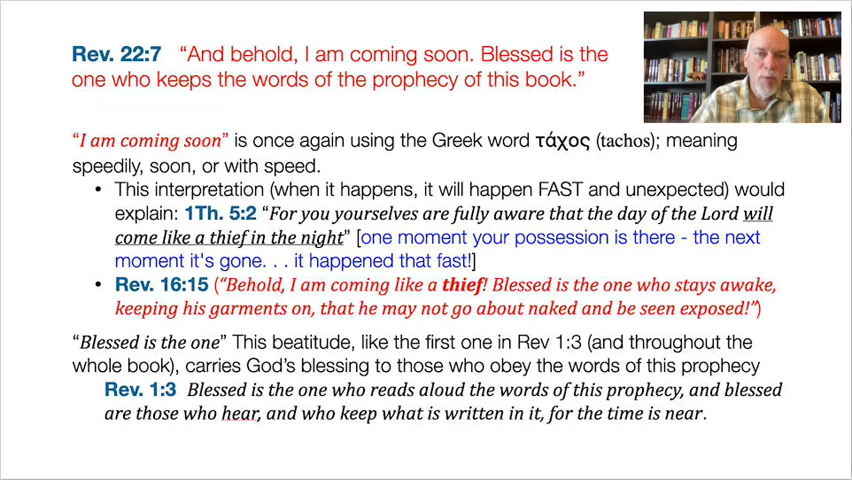 Rev. 22:7 “And behold, I am coming soon. Blessed is the
one who keeps the words of the prophecy of this book.”
“I am coming soon” is once again using the Greek word τάχος (tachos); meaning
speedily, soon, or with speed.
• This interpretation (when it happens, it will happen FAST and unexpected) would
explain: 1Th. 5:2 “For you yourselves are fully aware that the day of the Lord will
come like a thief in the night” [one moment your possession is there - the next
moment it's gone. . . it happened that fast!]
• Rev. 16:15 (“Behold, I am coming like a thief! Blessed is the one who stays awake,
keeping his garments on, that he may not go about naked and be seen exposed!”)
“Blessed is the one” This beatitude, like the first one in Rev 1:3 (and throughout the
whole book), carries God’s blessing to those who obey the words of this prophecy
Rev. 1:3 Blessed is the one who reads aloud the words of this prophecy, and blessed
are those who hear, and who keep what is written in it, for the time is near.